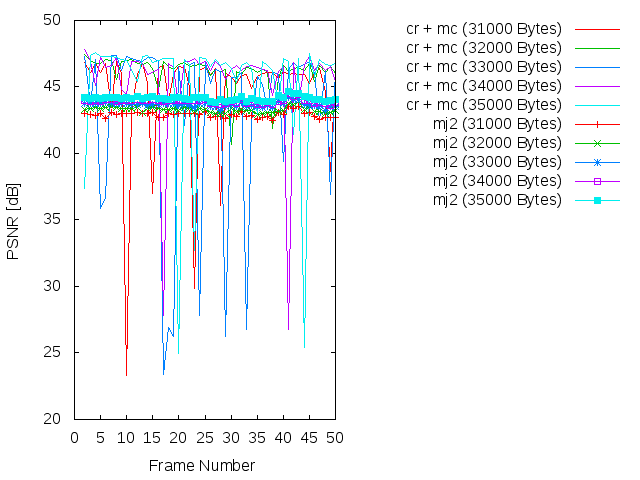 50
45
40
35
30
25
20
PSNR [dB]
0 5 10 15 20 25 30 35 40 45 50
Frame Number
cr + mc (31000 Bytes)
cr + mc (32000 Bytes)
cr + mc (33000 Bytes)
cr + mc (34000 Bytes)
cr + mc (35000 Bytes)
mj2 (31000 Bytes)
mj2 (32000 Bytes)
mj2 (33000 Bytes)
mj2 (34000 Bytes)
mj2 (35000 Bytes)